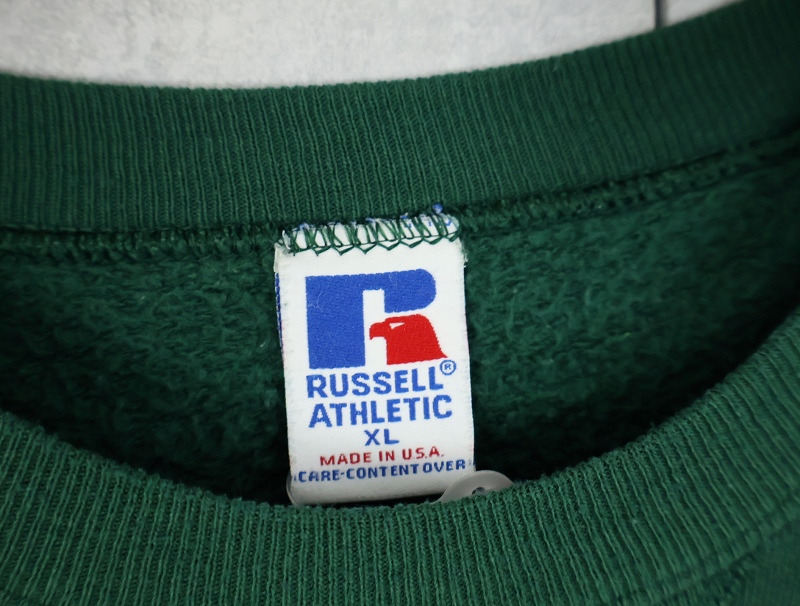 RUSSELL®
ATHLETIC
XL
MADE IN U.S.A.
CARE-CONTENT OVER